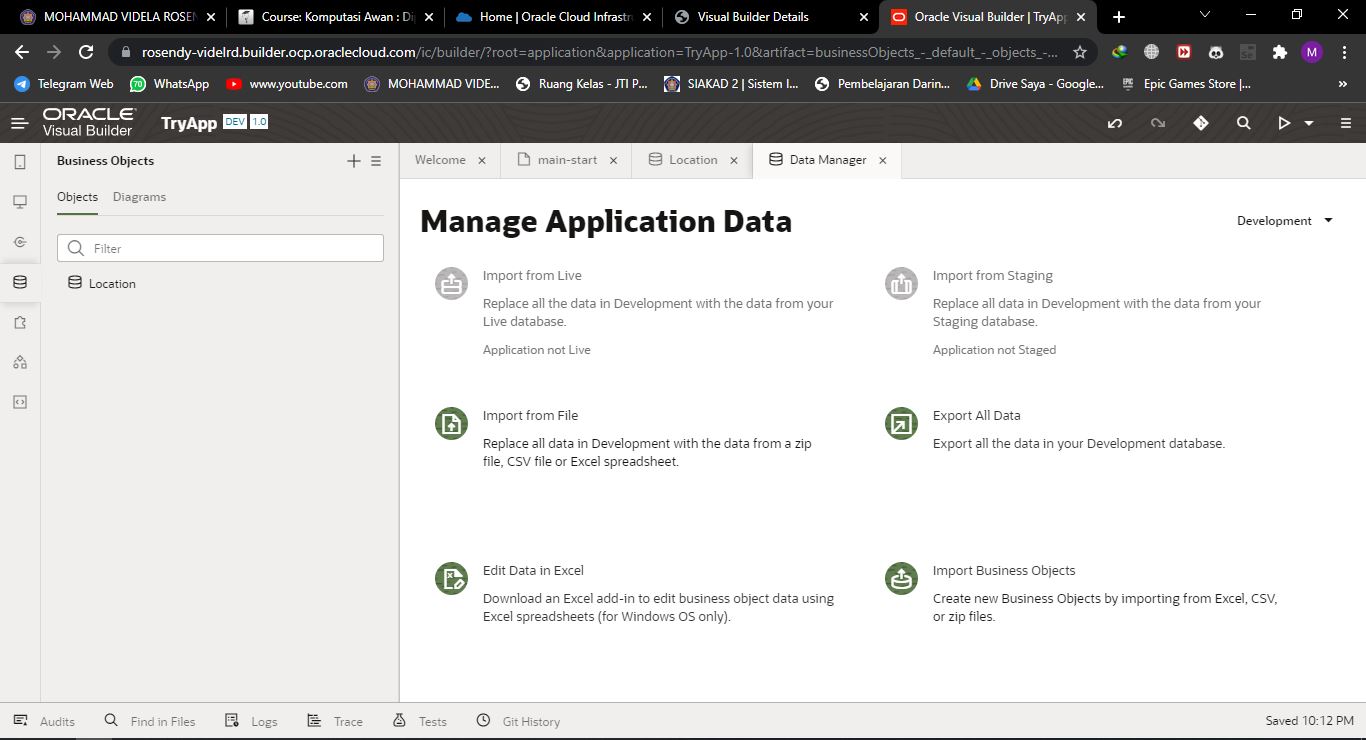 MOHAMMAD VIDELA ROSEN
Course: Komputasi Awan : Dip
Home | Oracle Cloud Infrastru
Visual Builder Details
Oracle Visual Builder | TryApp
rosendy-videlrd.builder.ocp.oraclecloud.com/ic/builder/?root=application&application=TryApp-1.0&artifact=businessObjects_-_default_-_objects_-...
M
Telegram Web
70
WhatsApp
www.youtube.com
MOHAMMAD VIDE...
Ruang Kelas - JTI P...
SIAKAD 2 | Sistem I...
Pembelajaran Darin...
Drive Saya - Google...
Epic Games Store |...
»
ORACLE
Visual Builder
TryApp DEV 1.0
Business Objects
Welcome
main-start
Location
Data Manager
Objects
Diagrams
Filter
Location
Manage Application Data
Development
Import from Live
Replace all the data in Development with the data from your
Live database.
Application not Live
Import from Staging
Replace all data in Development with the data from your
Staging database.
Application not Staged
Import from File
Replace all data in Development with the data from a zip
file, CSV file or Excel spreadsheet.
Export All Data
Export all the data in your Development database.
Edit Data in Excel
Download an Excel add-in to edit business object data using
Excel spreadsheets (for Windows OS only).
Import Business Objects
Create new Business Objects by importing from Excel, CSV,
or zip files.
Audits
Find in Files
Logs
Trace
Tests
Git History
Saved 10:12 PM